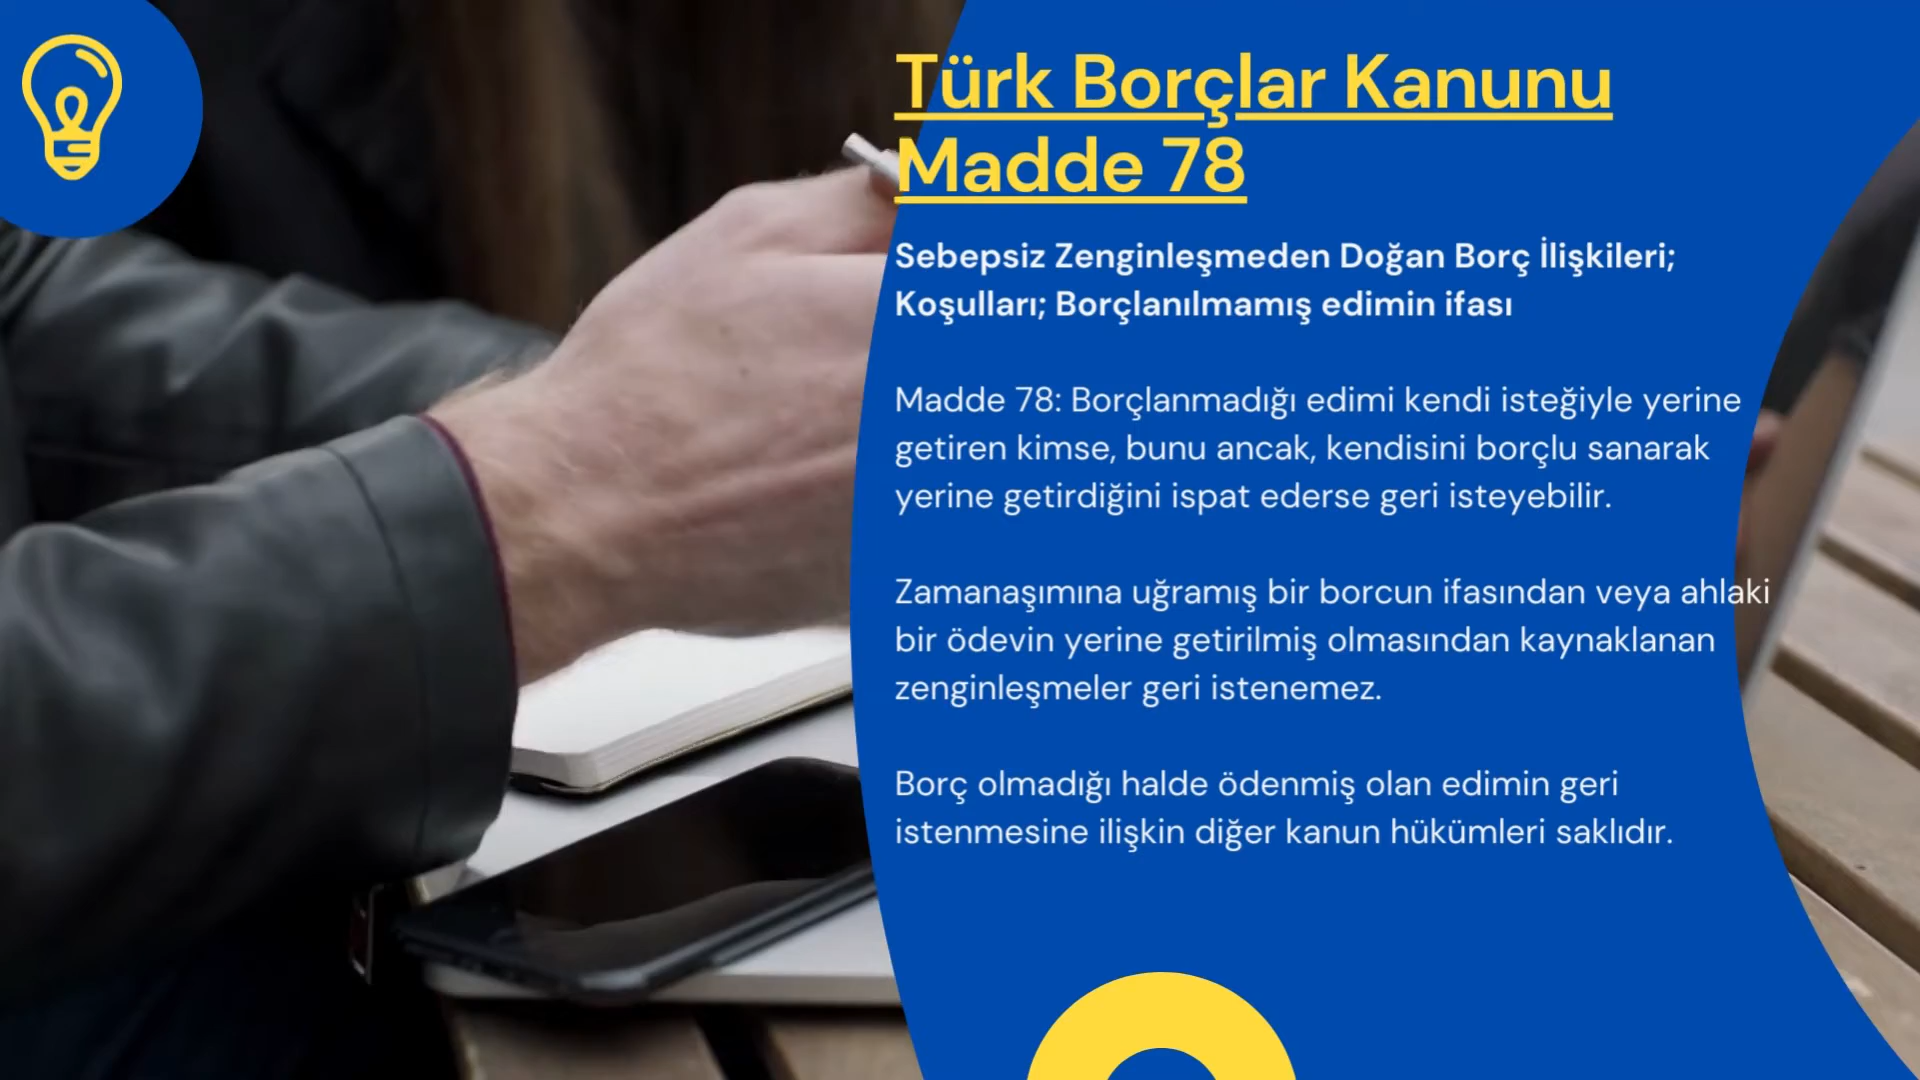 Türk Borçlar Kanunu
Madde 78
Sebepsiz Zenginleşmeden Doğan Borç İlişkileri;
Koşulları; Borçlanılmamış edimin ifası
Madde 78: Borçlanmadığı edimi kendi isteğiyle yerine
getiren kimse, bunu ancak, kendisini borçlu sanarak
yerine getirdiğini ispat ederse geri isteyebilir.
Zamanaşımına uğramış bir borcun ifasından veya ahlaki
bir ödevin yerine getirilmiş olmasından kaynaklanan
zenginleşmeler geri istenemez.
Borç olmadığı halde ödenmiş olan edimin geri
istenmesine ilişkin diğer kanun hükümleri saklıdır.